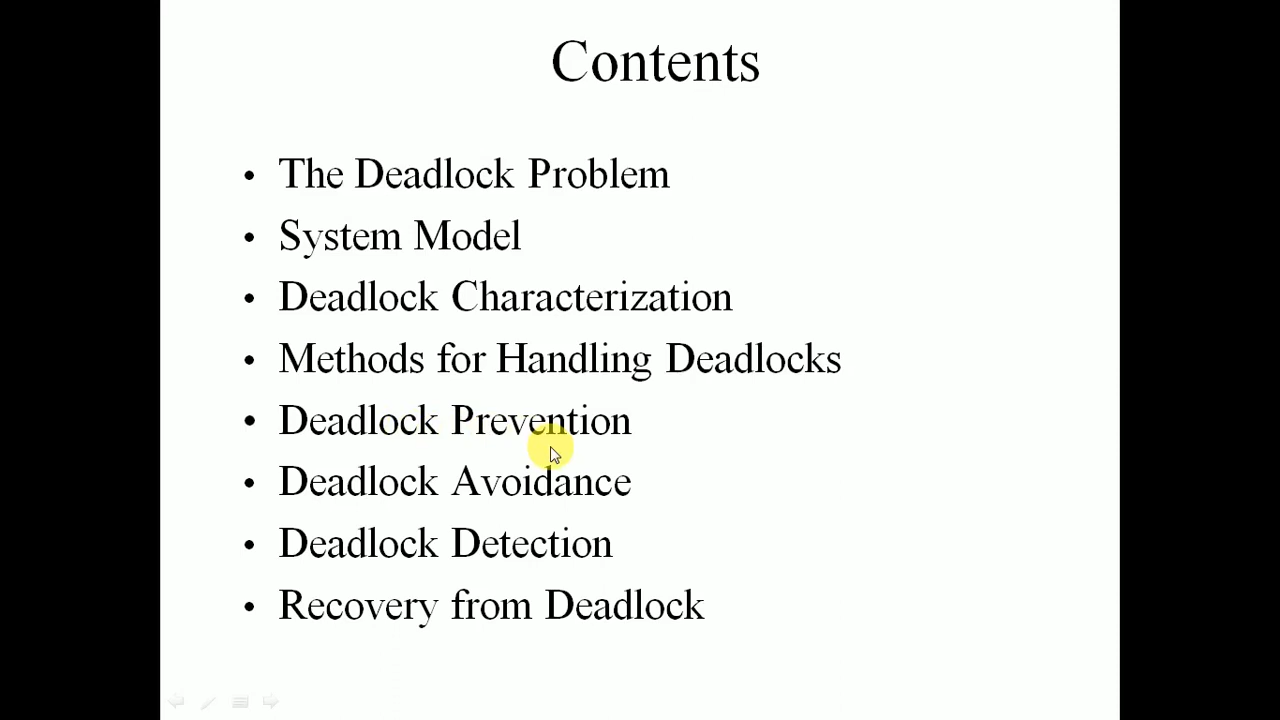 Contents
• The Deadlock Problem
• System Model
• Deadlock Characterization
• Methods for Handling Deadlocks
• Deadlock Prevention
• Deadlock Avoidance
• Deadlock Detection
• Recovery from Deadlock